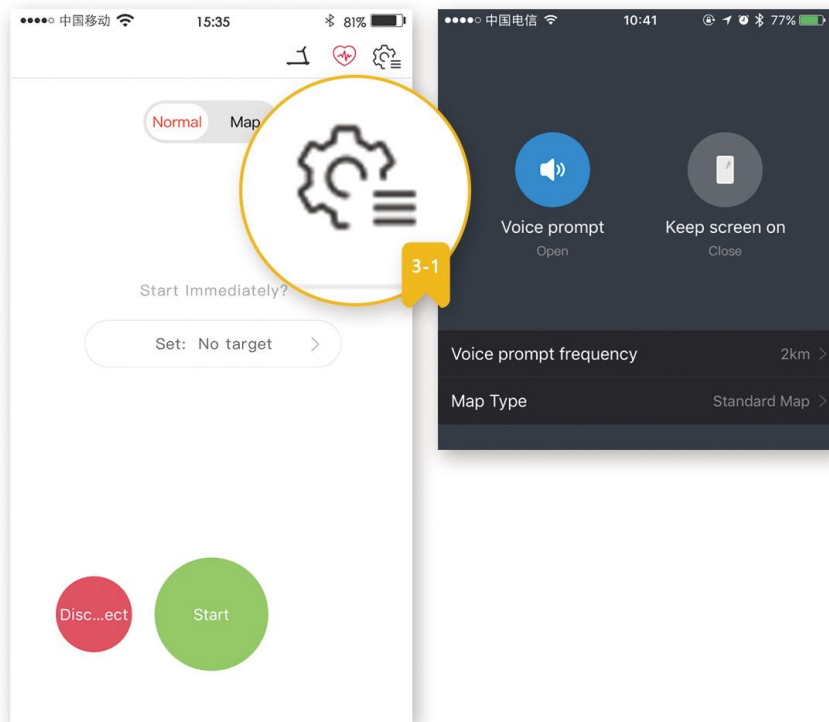 中国移动
15:35
81%
Normal
Map
3-1
Start Immediately?
Set: No target
Disc...ect
Start
中国电信
10:41
77%
Voice prompt
Open
Keep screen on
Close
Voice prompt frequency
2km
Map Type
Standard Map